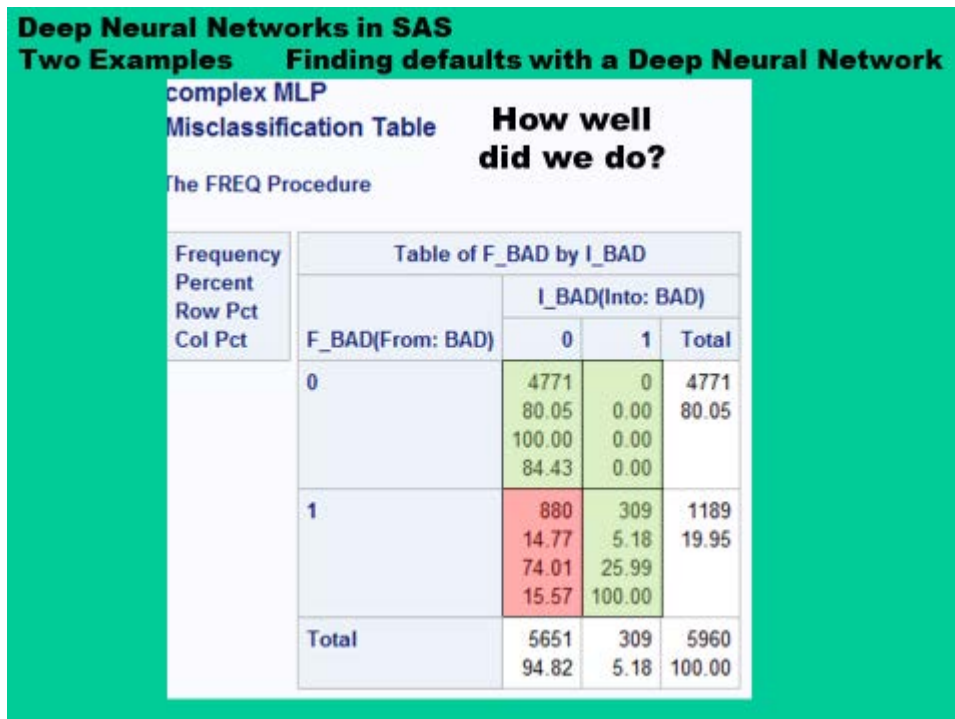 Deep Neural Networks in SAS
Two Examples Finding defaults with a Deep Neural Network
complex MLP
Misclassification Table
How well
did we do?
The FREQ Procedure
Frequency
Percent
Row Pct
Col Pct
Table of F_BAD by I_BAD
I_BAD(Into: BAD)
F_BAD(From: BAD) 0 1 Total
0 4771 0 4771
80.05 0.00 80.05
100.00 0.00
84.43 0.00
1 880 309 1189
14.77 5.18 19.95
74.01 25.99
15.57 100.00
Total 5651 309 5960
94.82 5.18 100.00